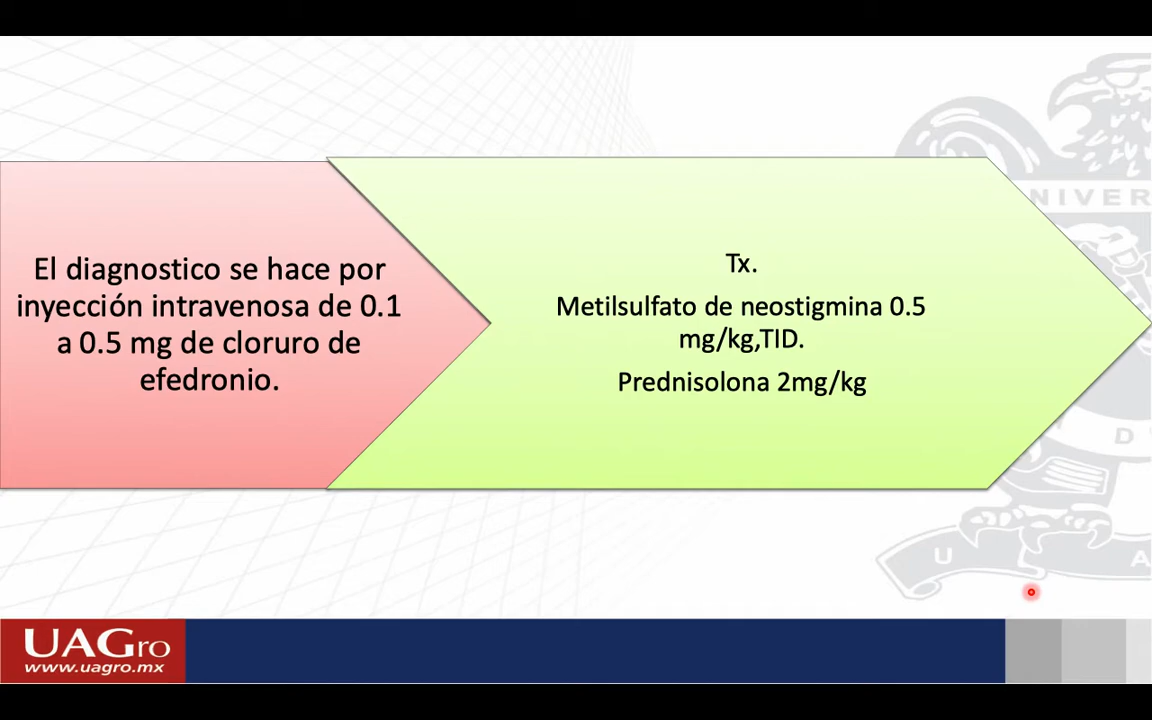 El diagnostico se hace por
inyección intravenosa de 0.1
a 0.5 mg de cloruro de
efedronio.
Tx.
Metilsulfato de neostigmina 0.5
mg/kg,TID.
Prednisolona 2mg/kg
NIVER
D
U
A
UAGro
www.uagro.mx